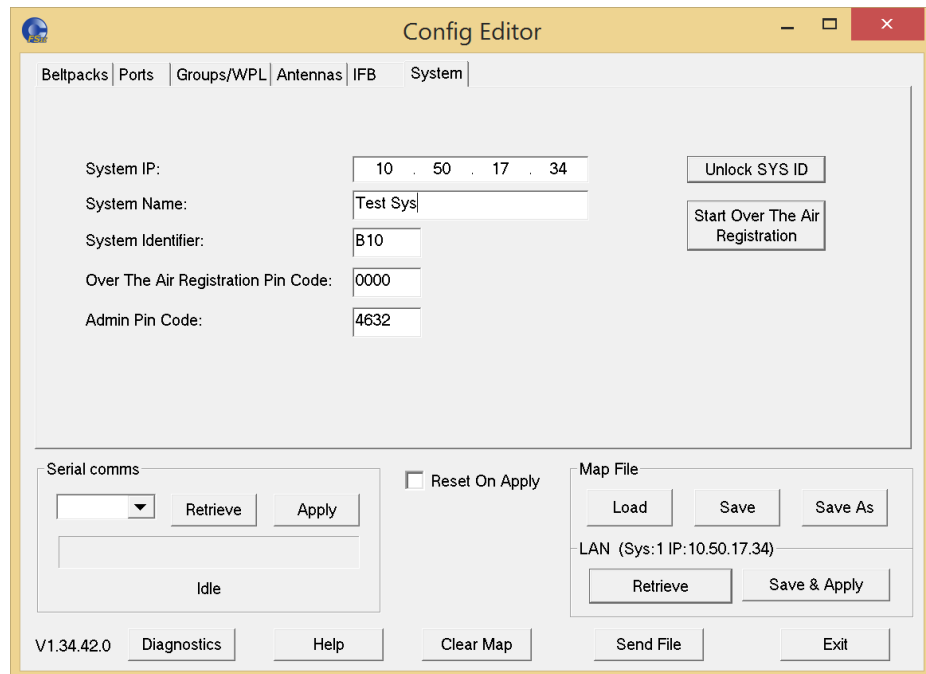 Config Editor
Beltpacks Ports Groups/WPL Antennas IFB System
System IP: 10 . 50 . 17 . 34
Unlock SYS ID
System Name: Test Sys
Start Over The Air
Registration
System Identifier: B10
Over The Air Registration Pin Code: 0000
Admin Pin Code: 4632
Serial comms
Retrieve Apply
Idle
Reset On Apply
Map File
Load Save Save As
LAN (Sys:1 IP:10.50.17.34)
Retrieve Save & Apply
V1.34.42.0 Diagnostics Help Clear Map Send File Exit